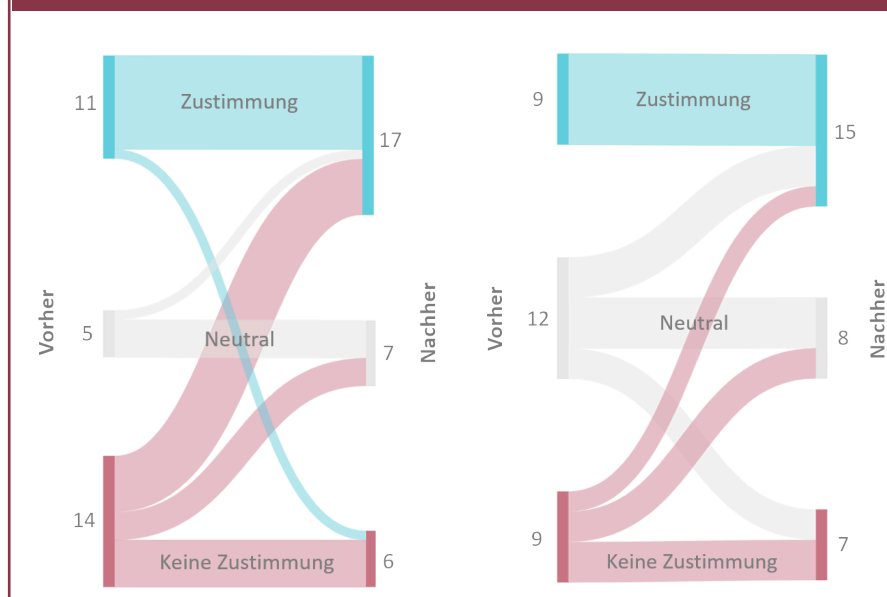 Zustimmung
11
17
Vorher
5
Neutral
7
Nachher
14
Keine Zustimmung
6
Zustimmung
9
15
Vorher
12
Neutral
8
Nachher
9
Keine Zustimmung
7